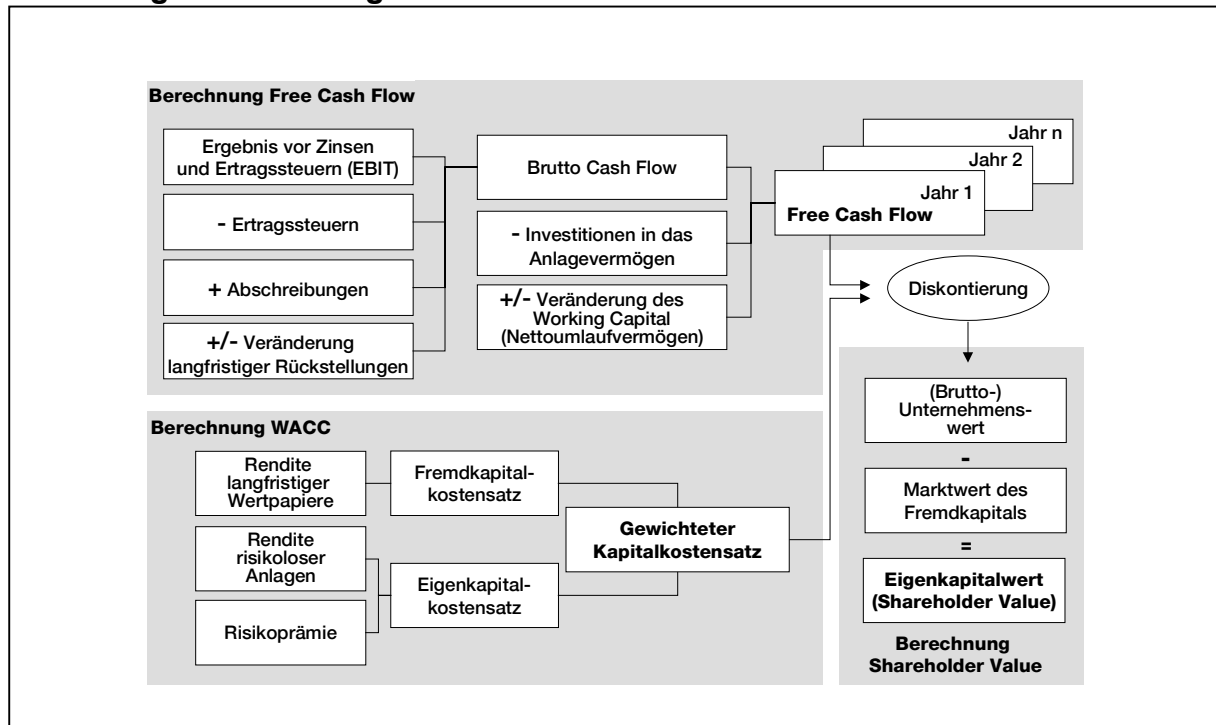 Berechnung Free Cash Flow
Ergebnis vor Zinsen
und Ertragssteuern (EBIT)
- Ertragssteuern
+ Abschreibungen
+/- Veränderung
langfristiger Rückstellungen
Brutto Cash Flow
- Investitionen in das
Anlagevermögen
+/- Veränderung des
Working Capital
(Nettoumlaufvermögen)
Jahr n
Jahr 2
Jahr 1
Free Cash Flow
Diskontierung
Berechnung WACC
Rendite
langfristiger
Wertpapiere
Rendite
risikoloser
Anlagen
Risikoprämie
Fremdkapital-
kostensatz
Eigenkapital-
kostensatz
Gewichteter
Kapitalkostensatz
(Brutto-)
Unternehmens-
wert
-
Marktwert des
Fremdkapitals
=
Eigenkapitalwert
(Shareholder Value)
Berechnung
Shareholder Value